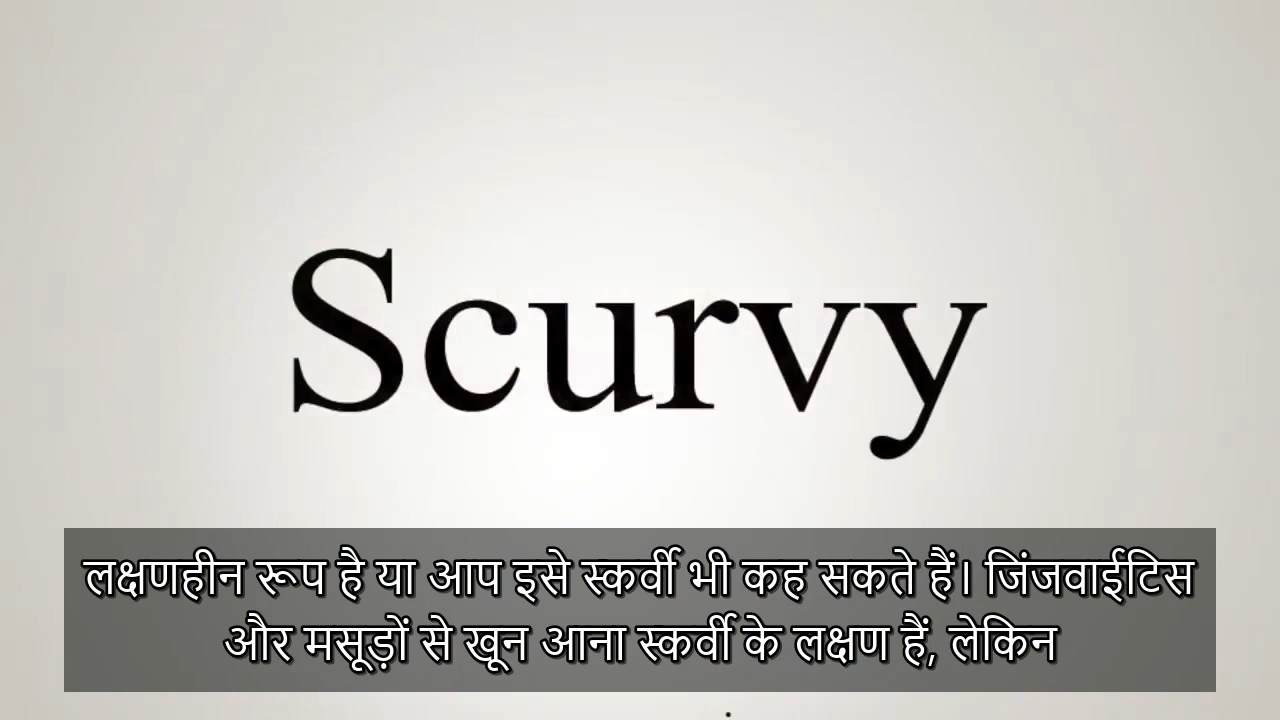 Scurvy
लक्षणहीन रूप है या आप इसे स्कर्वी भी कह सकते हैं। जिंजवाईटिस
और मसूड़ों से खून आना स्कर्वी के लक्षण हैं, लेकिन